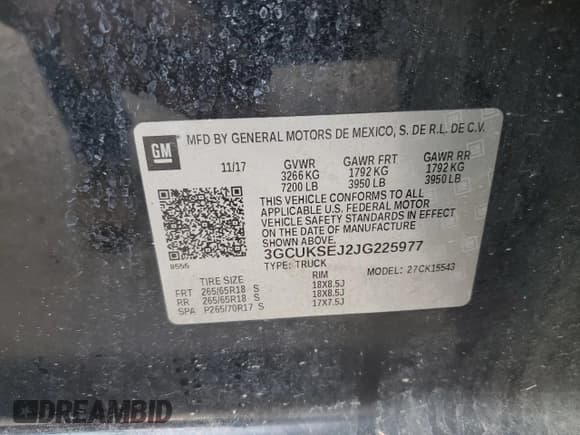 GM
MFD BY GENERAL MOTORS DE MEXICO, S. DE R.L. DE C.V.
11/17 GVWR GAWR FRT GAWR RR
3266 KG 1792 KG 1792 KG
7200 LB 3950 LB 3950 LB
THIS VEHICLE CONFORMS TO ALL
APPLICABLE U.S. FEDERAL MOTOR
VEHICLE SAFETY STANDARDS IN EFFECT
ON THE DATE OF MANUFACTURE
SHOWN ABOVE.
3GCUKSEJ2JG225977
8555 TYPE: TRUCK MODEL: 27CK15543
TIRE SIZE RIM
FRT 265/65R18 S 18X8.5J
RR 265/65R18 S 18X8.5J
SPA P265/70R17 S 17X7.5J
DREAMBID